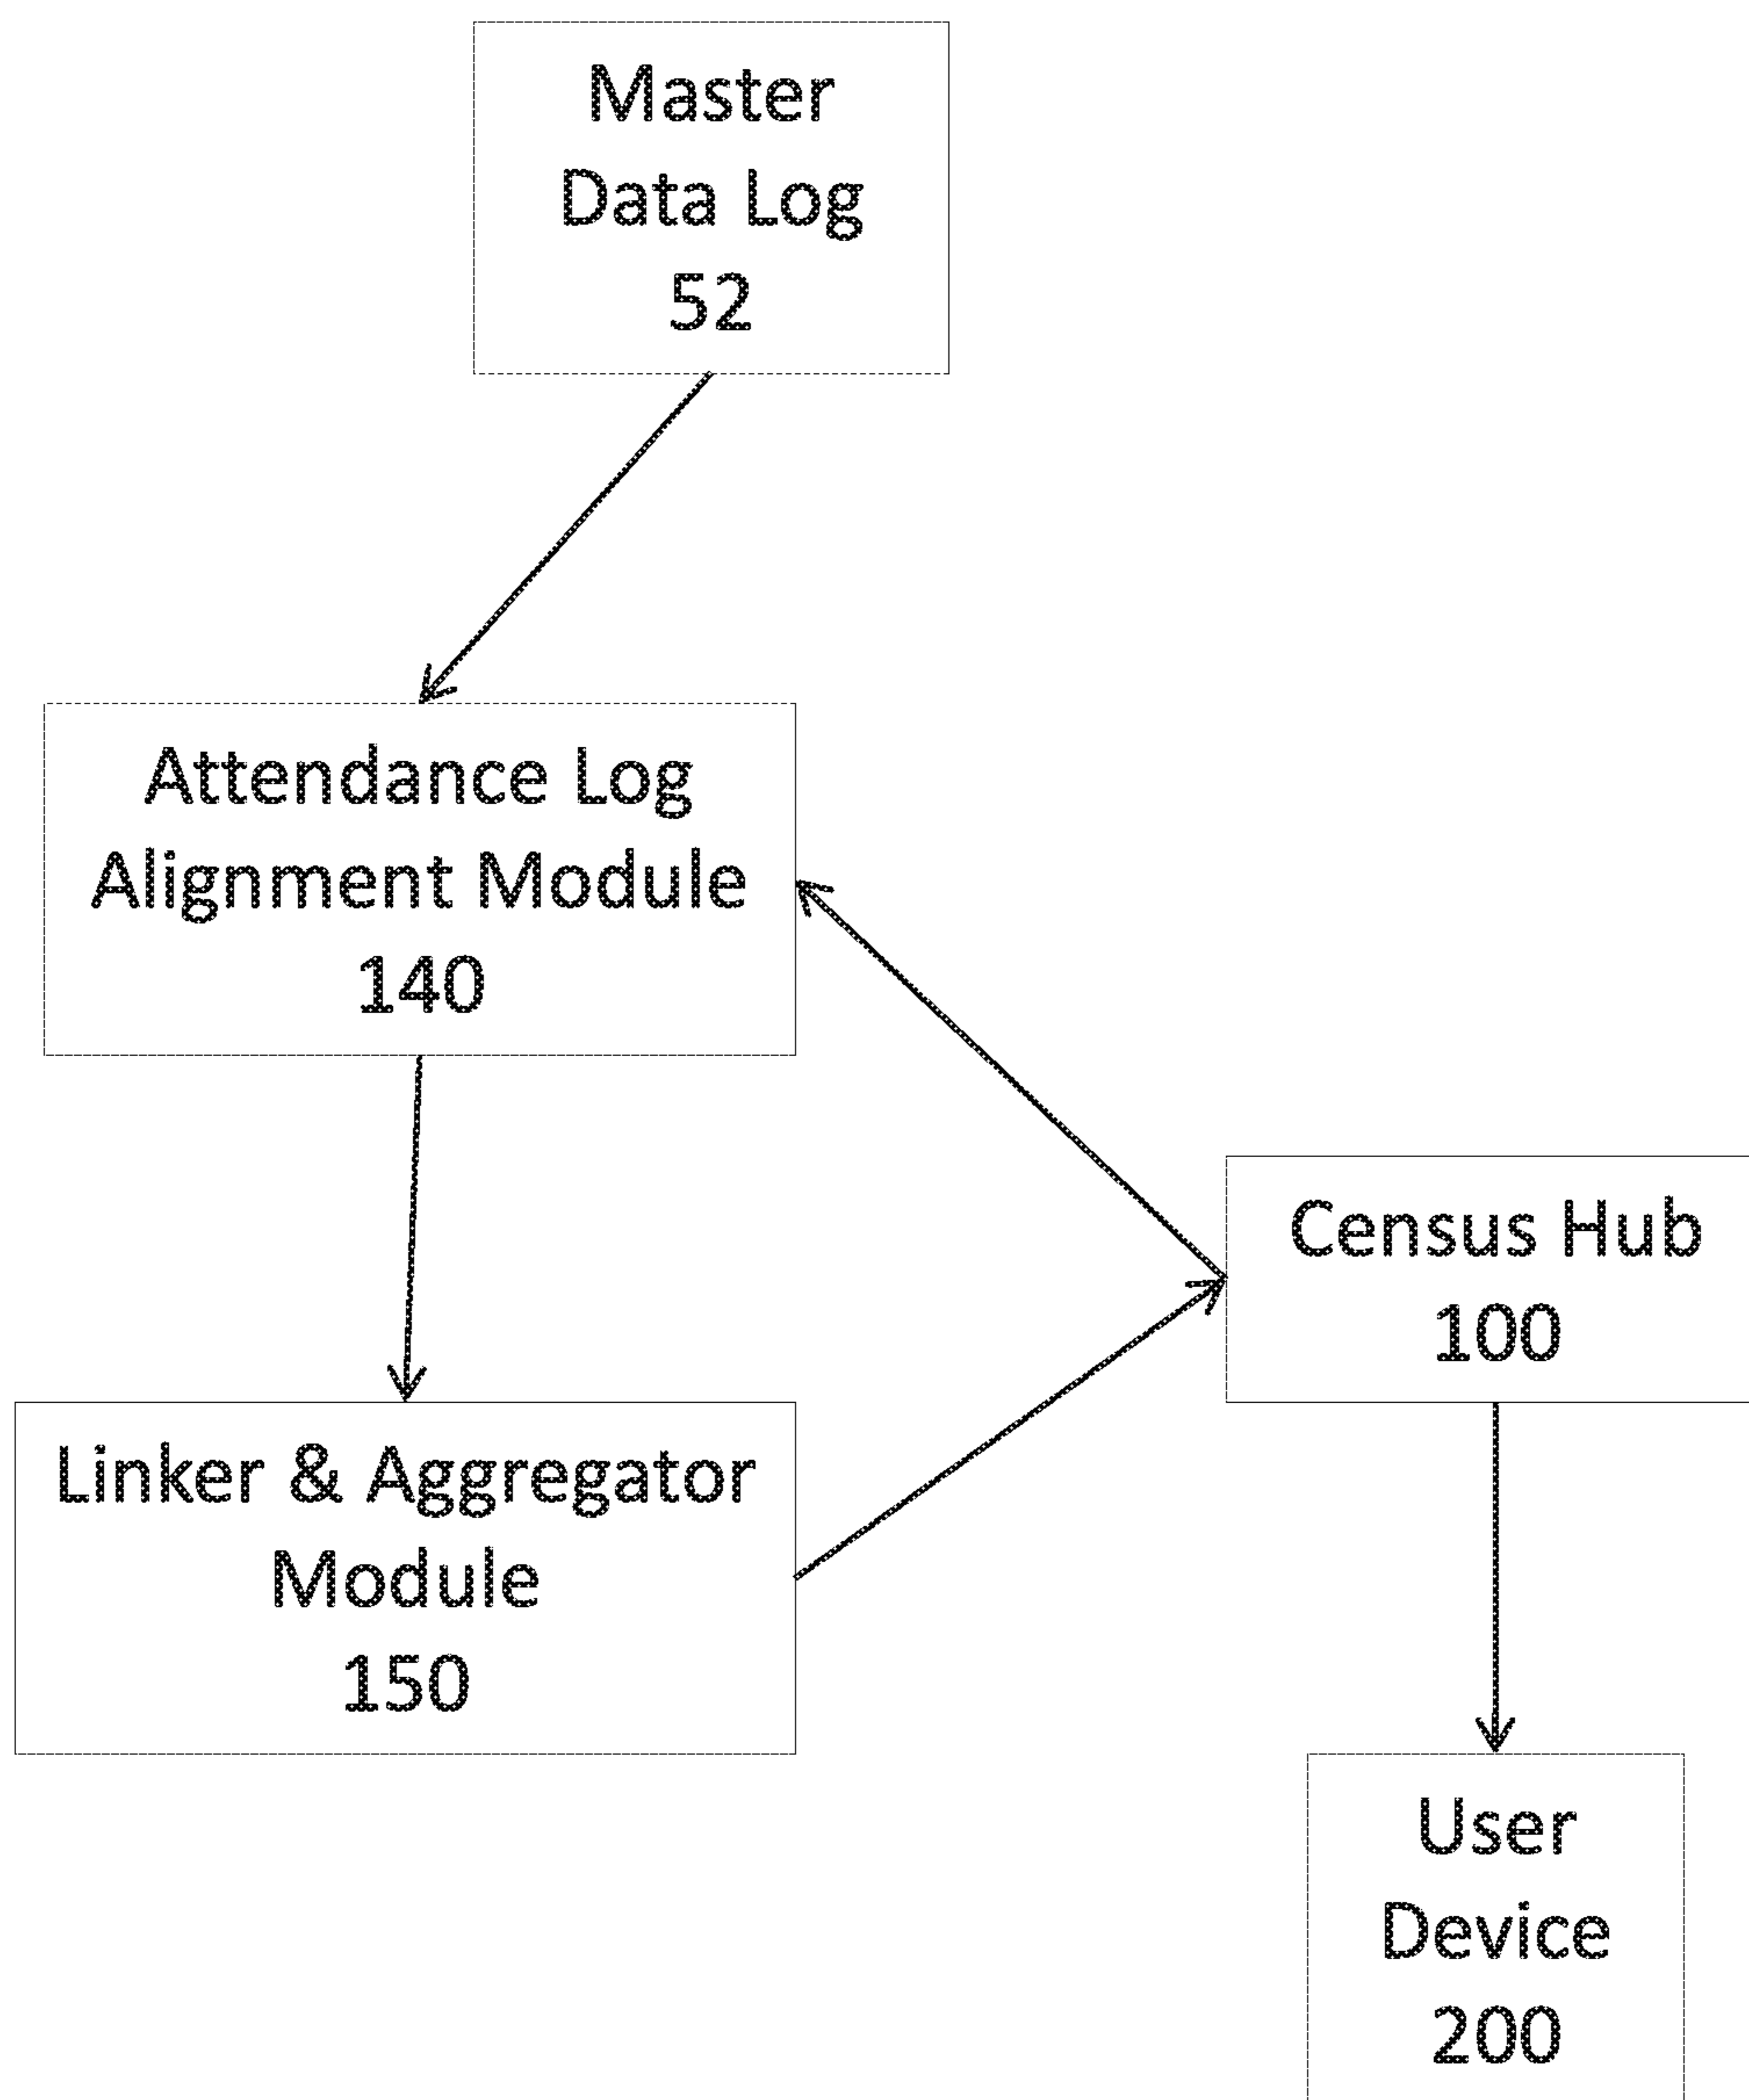 Master
Data Log
52
Attendance Log
Alignment Module
140
Census Hub
100
Linker & Aggregator
Module
150
User
Device
200